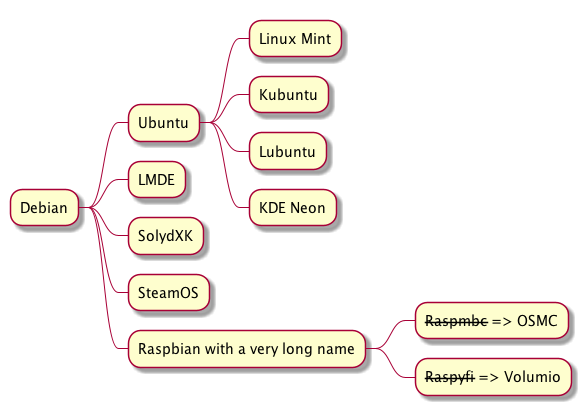 Debian
Ubuntu
Linux Mint
Kubuntu
Lubuntu
KDE Neon
LMDE
SolydXK
SteamOS
Raspbian with a very long name
Raspmbc => OSMC
Raspyfi => Volumio